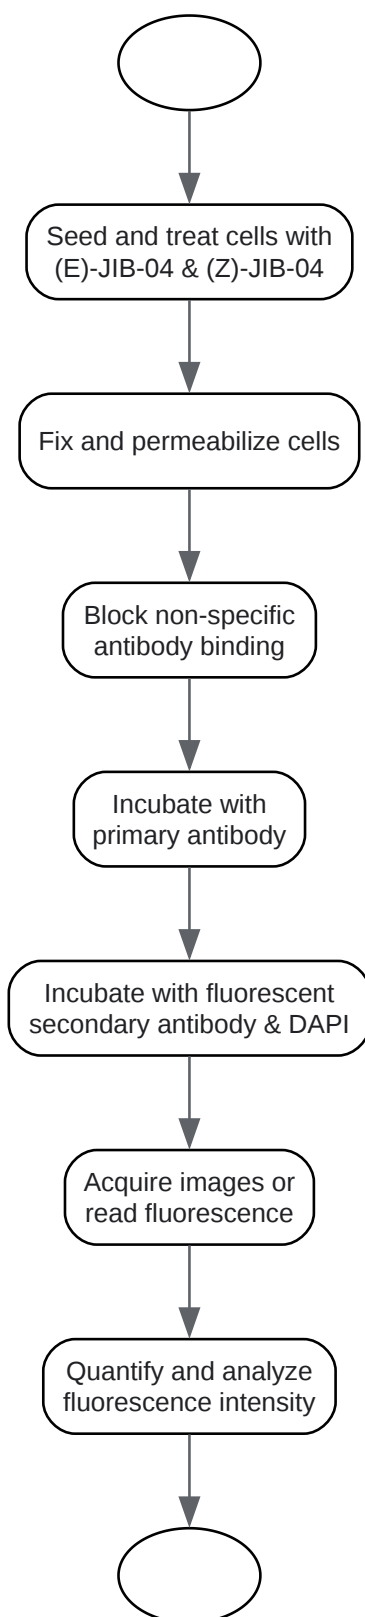 Seed and treat cells with
(E)-JIB-04 & (Z)-JIB-04
Fix and permeabilize cells
Block non-specific
antibody binding
Incubate with
primary antibody
Incubate with fluorescent
secondary antibody & DAPI
Acquire images or
read fluorescence
Quantify and analyze
fluorescence intensity